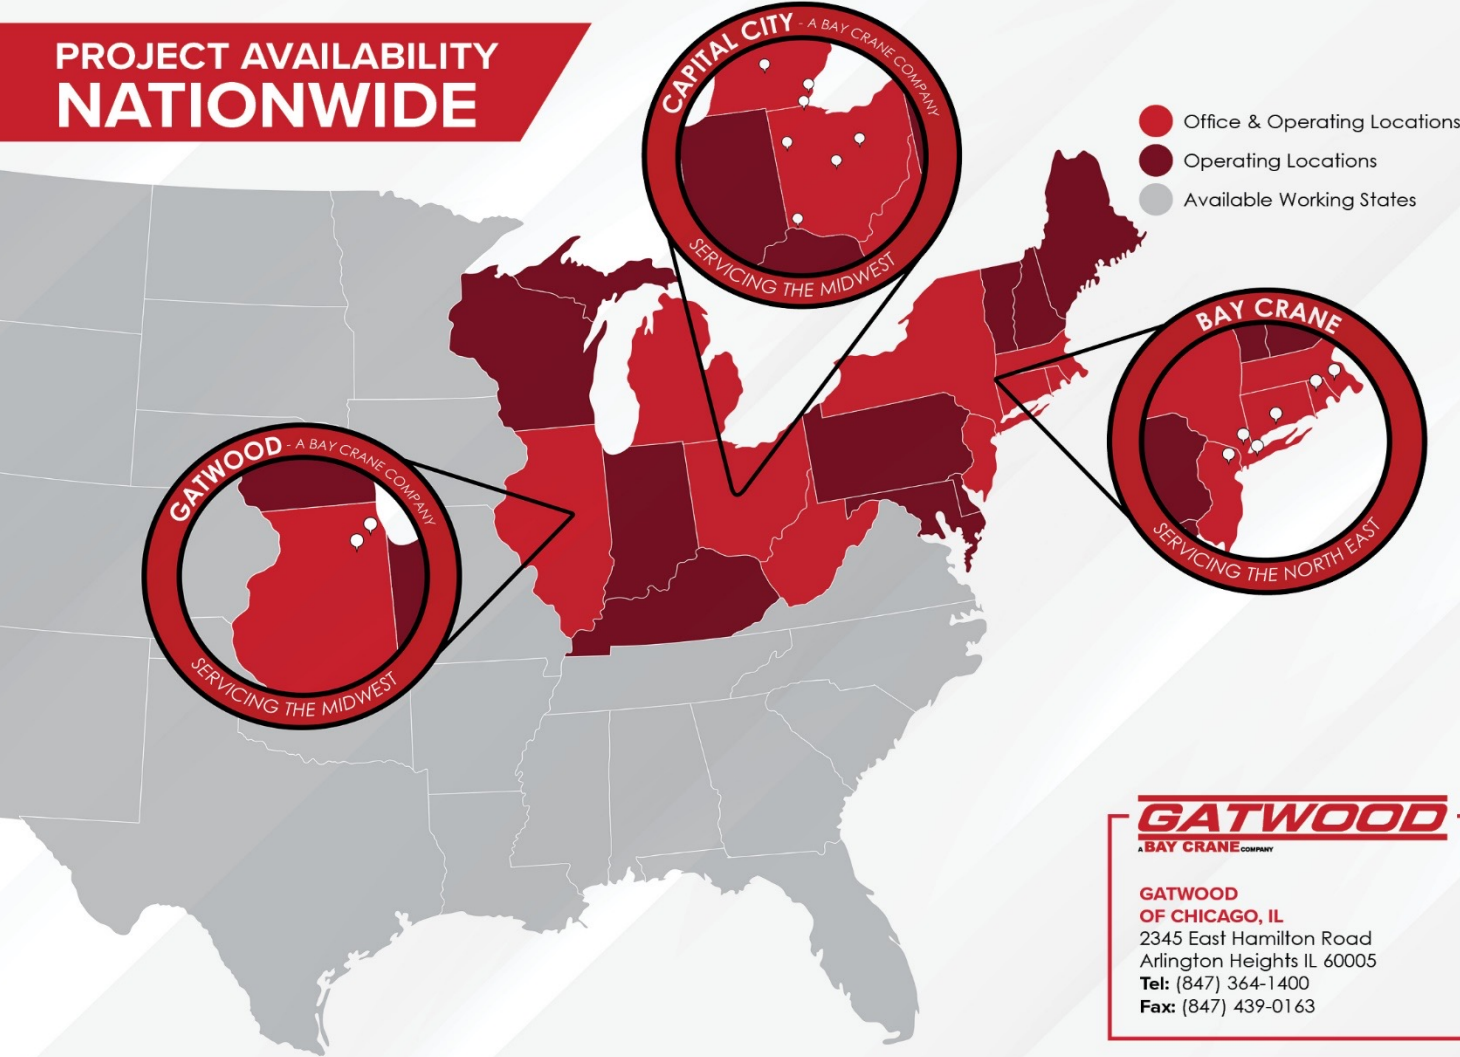 PROJECT AVAILABILITY
NATIONWIDE
CAPITAL CITY - A BAY CRANE COMPANY
SERVICING THE MIDWEST
Office & Operating Locations
Operating Locations
Available Working States
BAY CRANE
SERVICING THE NORTH EAST
GATWOOD - A BAY CRANE COMPANY
SERVICING THE MIDWEST
GATWOOD
A BAY CRANE COMPANY
GATWOOD
OF CHICAGO, IL
2345 East Hamilton Road
Arlington Heights IL 60005
Tel: (847) 364-1400
Fax: (847) 439-0163